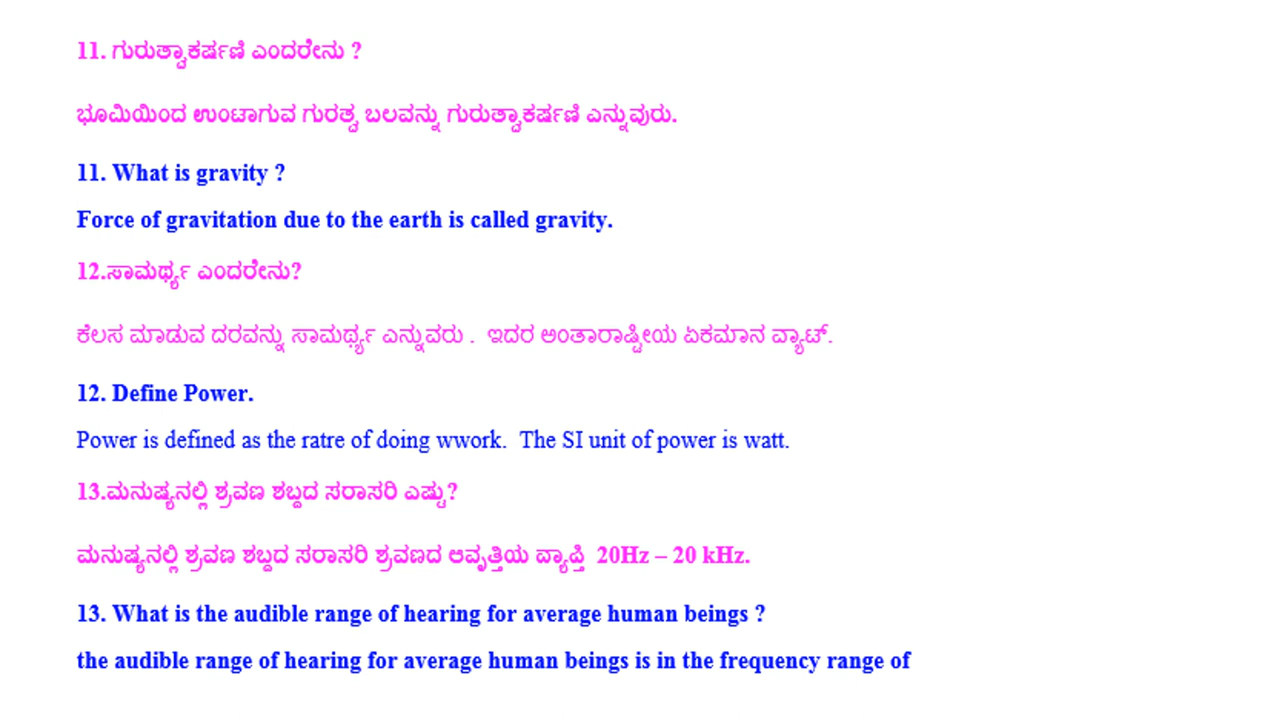 11. ಗುರುತ್ವಾಕರ್ಷಣಿ ಎಂದರೇನು ?
ಭೂಮಿಯಿಂದ ಉಂಟಾಗುವ ಗುರತ್ವ ಬಲವನ್ನು ಗುರುತ್ವಾಕರ್ಷಣಿ ಎನ್ನುವುರು.
11. What is gravity ?
Force of gravitation due to the earth is called gravity.
12.ಸಾಮರ್ಥ್ಯ ಎಂದರೇನು?
ಕೆಲಸ ಮಾಡುವ ದರವನ್ನು ಸಾಮರ್ಥ್ಯ ಎನ್ನುವರು . ಇದರ ಅಂತಾರಾಷ್ಟೀಯ ಏಕಮಾನ ವ್ಯಾಟ್.
12. Define Power.
Power is defined as the ratre of doing wwork. The SI unit of power is watt.
13.ಮನುಷ್ಯನಲ್ಲಿ ಶ್ರವಣ ಶಬ್ದದ ಸರಾಸರಿ ಎಷ್ಟು?
ಮನುಷ್ಯನಲ್ಲಿ ಶ್ರವಣ ಶಬ್ದದ ಸರಾಸರಿ ಶ್ರವಣದ ಆವೃತ್ತಿಯ ವ್ಯಾಪ್ತಿ 20Hz – 20 kHz.
13. What is the audible range of hearing for average human beings ?
the audible range of hearing for average human beings is in the frequency range of